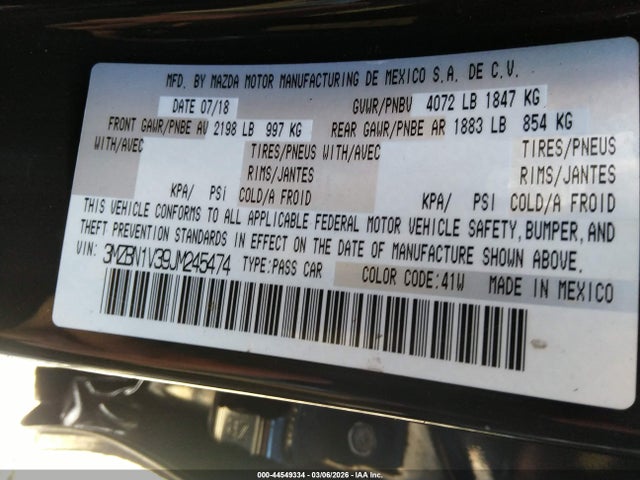 MFD. BY MAZDA MOTOR MANUFACTURING DE MEXICO S.A. DE C.V.
DATE 07/18 GVWR/PNBV 4072 LB 1847 KG
FRONT GAWR/PNBE AV 2198 LB 997 KG REAR GAWR/PNBE AR 1883 LB 854 KG
WITH/AVEC TIRES/PNEUS WITH/AVEC TIRES/PNEUS
RIMS/JANTES RIMS/JANTES
KPA/ PSI COLD/A FROID KPA/ PSI COLD/A FROID
THIS VEHICLE CONFORMS TO ALL APPLICABLE FEDERAL MOTOR VEHICLE SAFETY, BUMPER, AND
THEFT PREVENTION STANDARDS IN EFFECT ON THE DATE OF MANUFACTURE SHOWN ABOVE.
VIN: 3MZBN1V39JM245474 TYPE:PASS CAR COLOR CODE:41W MADE IN MEXICO
000-44549334 - 03/06/2026 - IAAI Inc. ©